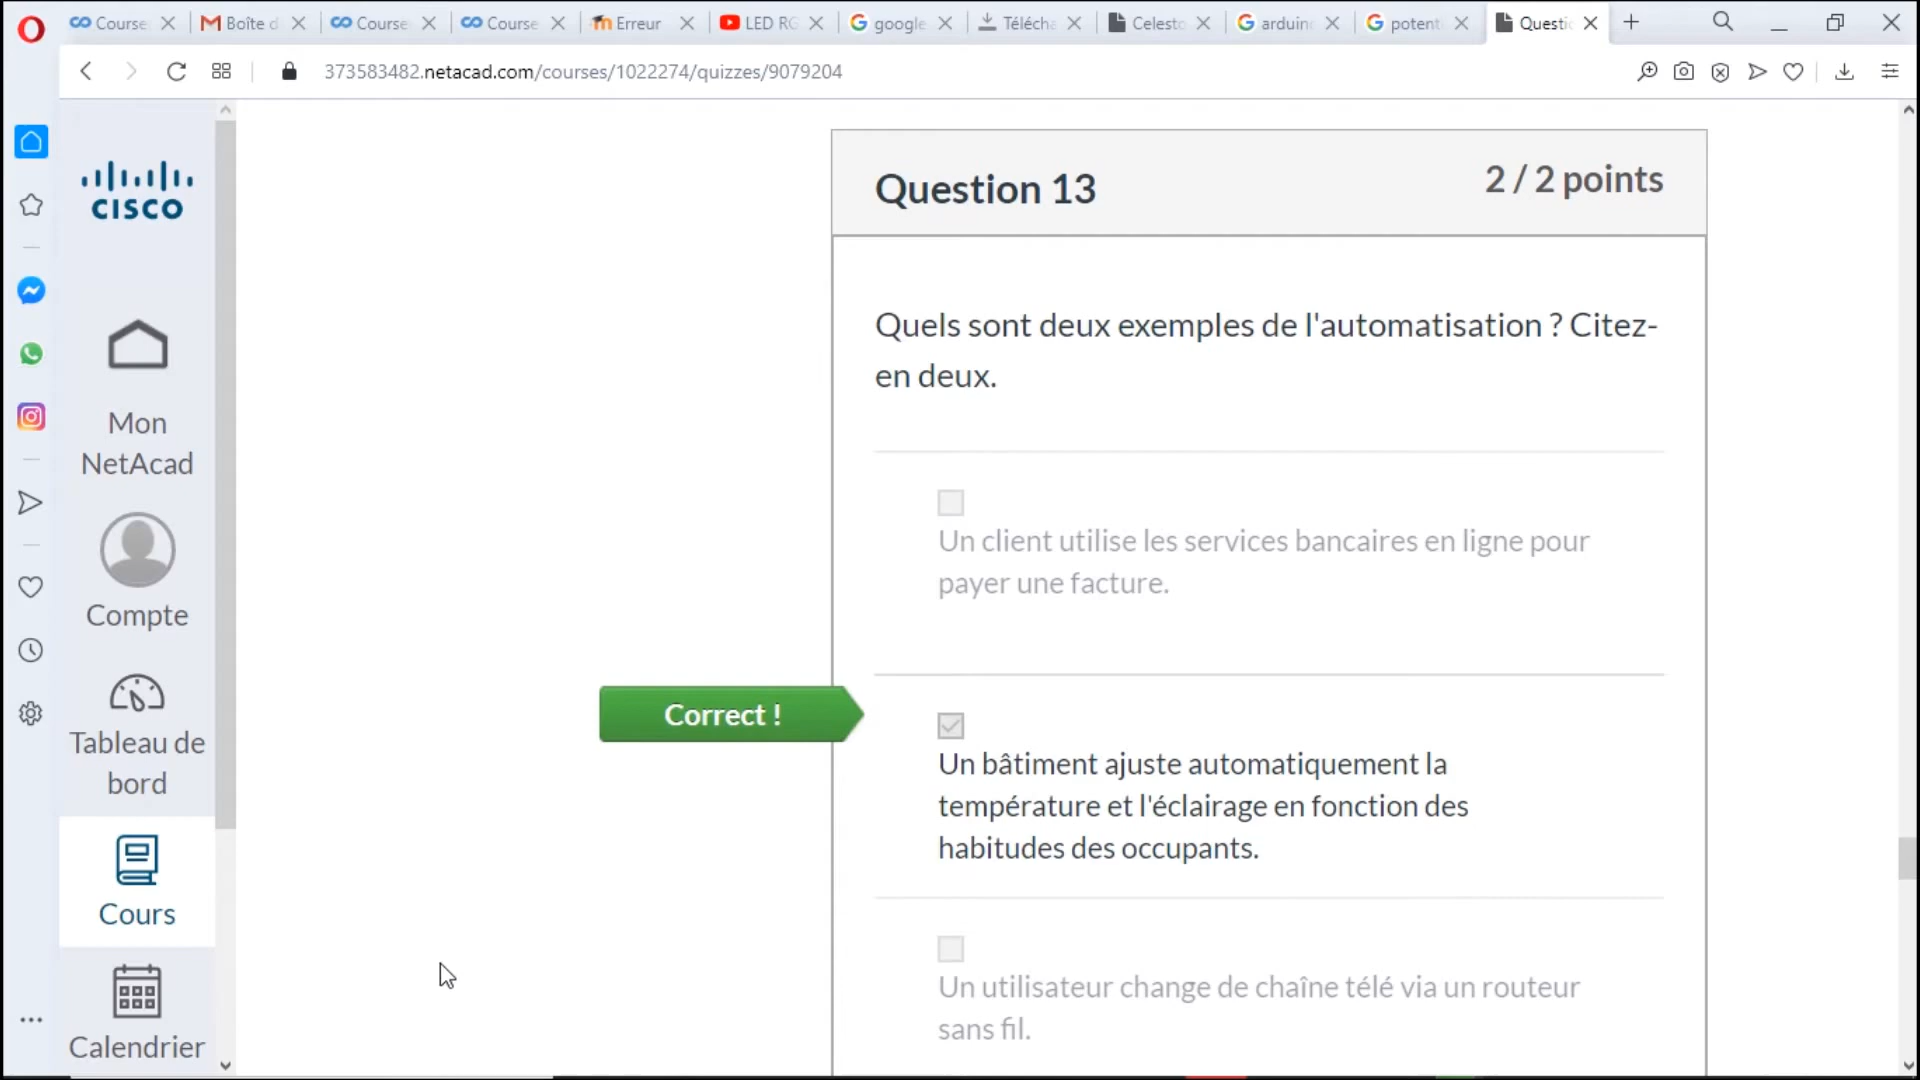 Course
Boîte d
Course
Course
Erreur
LED RG
google
Télécha
Celesto
arduin
potent
Questi
373583482.netacad.com/courses/1022274/quizzes/9079204
CISCO
Mon
NetAcad
Compte
Tableau de
bord
Cours
Calendrier
Question 13
2 / 2 points
Quels sont deux exemples de l'automatisation ? Citez-
en deux.
Un client utilise les services bancaires en ligne pour
payer une facture.
Correct !
Un bâtiment ajuste automatiquement la
température et l'éclairage en fonction des
habitudes des occupants.
Un utilisateur change de chaîne télé via un routeur
sans fil.